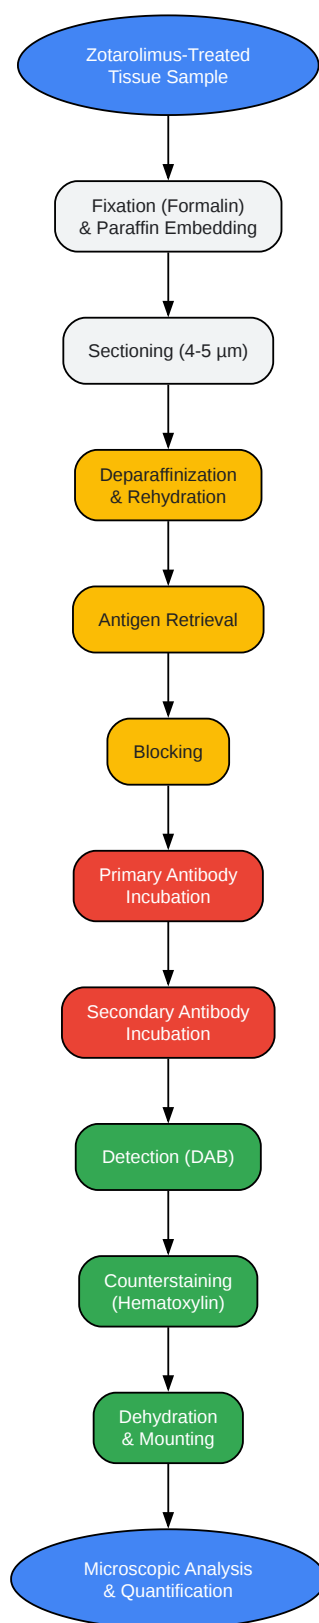 Zotarolimus-Treated
Tissue Sample
Fixation (Formalin)
& Paraffin Embedding
Sectioning (4-5 µm)
Deparaffinization
& Rehydration
Antigen Retrieval
Blocking
Primary Antibody
Incubation
Secondary Antibody
Incubation
Detection (DAB)
Counterstaining
(Hematoxylin)
Dehydration
& Mounting
Microscopic Analysis
& Quantification